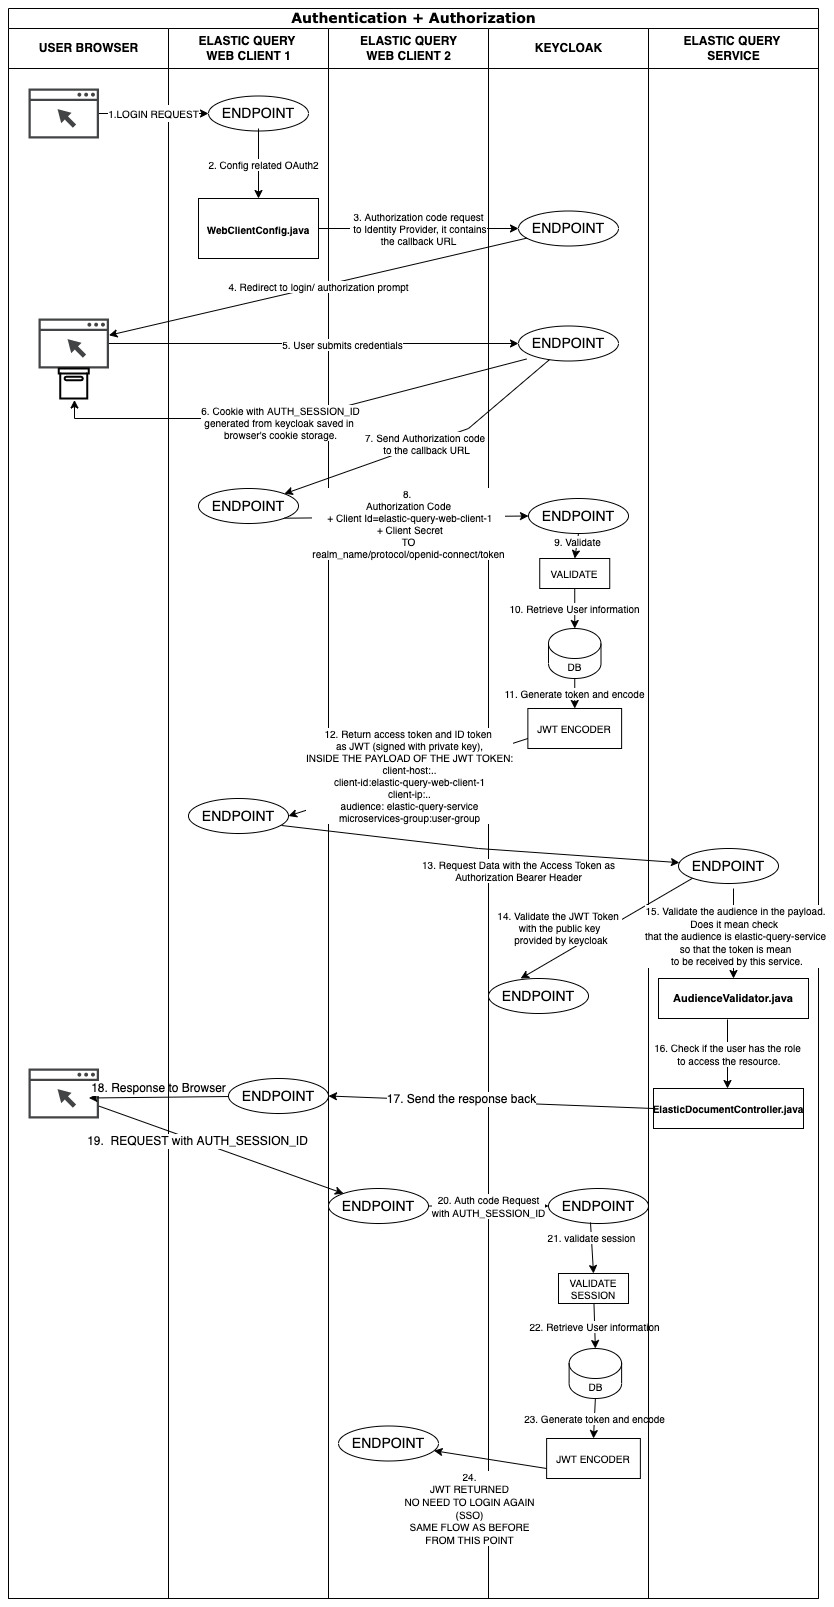 Authentication + Authorization
USER BROWSER
ELASTIC QUERY
WEB CLIENT 1
ELASTIC QUERY
WEB CLIENT 2
KEYCLOAK
ELASTIC QUERY
SERVICE
1.LOGIN REQUEST
ENDPOINT
2. Config related OAuth2
WebClientConfig.java
3. Authorization code request
to Identity Provider, it contains
the callback URL
ENDPOINT
4. Redirect to login/ authorization prompt
5. User submits credentials
ENDPOINT
6. Cookie with AUTH_SESSION_ID
generated from keycloak saved in
browser's cookie storage.
7. Send Authorization code
to the callback URL
ENDPOINT
8.
Authorization Code
+ Client Id=elastic-query-web-client-1
+ Client Secret
TO
realm_name/protocol/openid-connect/token
ENDPOINT
9. Validate
VALIDATE
10. Retrieve User information
DB
11. Generate token and encode
JWT ENCODER
12. Return access token and ID token
as JWT (signed with private key),
INSIDE THE PAYLOAD OF THE JWT TOKEN:
client-host:..
client-id:elastic-query-web-client-1
client-ip:..
audience: elastic-query-service
microservices-group:user-group
ENDPOINT
13. Request Data with the Access Token as
Authorization Bearer Header
ENDPOINT
14. Validate the JWT Token
with the public key
provided by keycloak
ENDPOINT
15. Validate the audience in the payload.
Does it mean check
that the audience is elastic-query-service
so that the token is mean
to be received by this service.
AudienceValidator.java
16. Check if the user has the role
to access the resource.
ElasticDocumentController.java
17. Send the response back
ENDPOINT
18. Response to Browser
19. REQUEST with AUTH_SESSION_ID
ENDPOINT
20. Auth code Request
with AUTH_SESSION_ID
ENDPOINT
21. validate session
VALIDATE
SESSION
22. Retrieve User information
DB
23. Generate token and encode
JWT ENCODER
ENDPOINT
24.
JWT RETURNED
NO NEED TO LOGIN AGAIN
(SSO)
SAME FLOW AS BEFORE
FROM THIS POINT